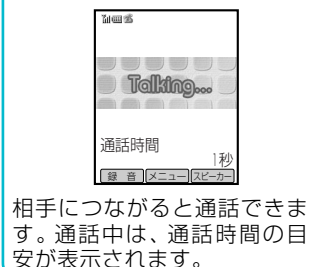 Talking...
通話時間
1秒
録 音 メニュー スピーカー
相手につながると通話できま
す。通話中は、通話時間の目
安が表示されます。